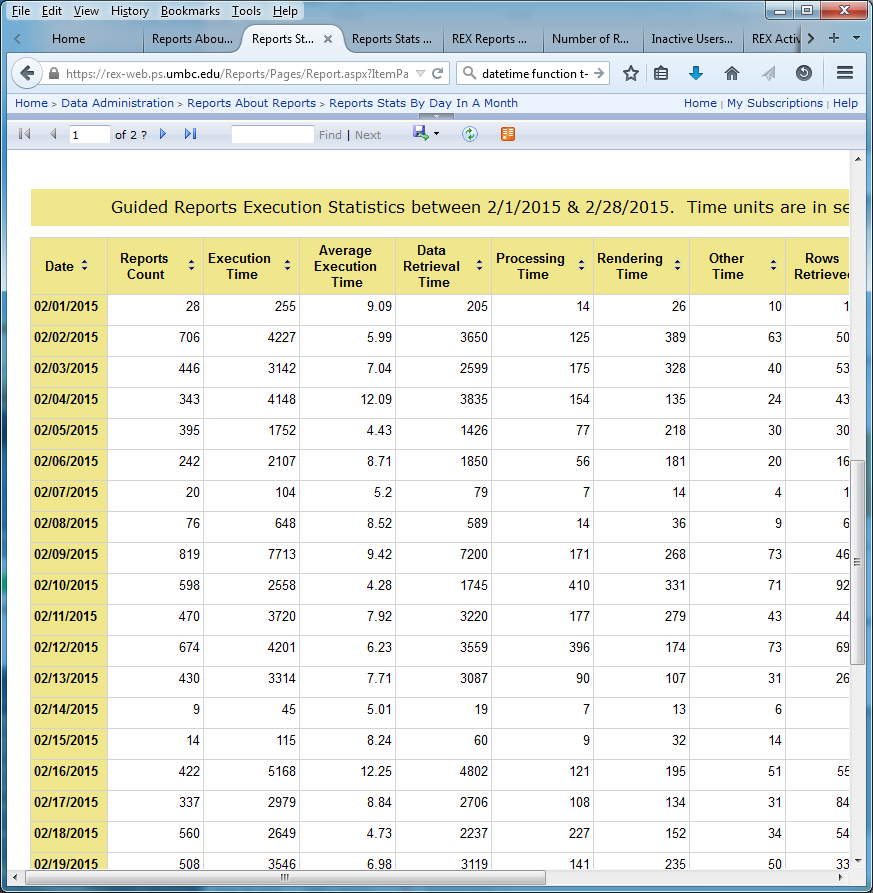 File Edit View History Bookmarks Tools Help
Home Reports Abou... Reports St... Reports Stats ... REX Reports ... Number of R... Inactive Users... REX Activ
https://rex-web.ps.umbc.edu/Reports/Pages/Report.aspx?ItemPa datetime function t-
Home > Data Administration > Reports About Reports > Reports Stats By Day In A Month Home | My Subscriptions | Help
1 of 2 ? Find | Next
Guided Reports Execution Statistics between 2/1/2015 & 2/28/2015. Time units are in se
Date Reports Count Execution Time Average Execution Time Data Retrieval Time Processing Time Rendering Time Other Time Rows Retrieved
02/01/2015 28 255 9.09 205 14 26 10 1
02/02/2015 706 4227 5.99 3650 125 389 63 50
02/03/2015 446 3142 7.04 2599 175 328 40 53
02/04/2015 343 4148 12.09 3835 154 135 24 43
02/05/2015 395 1752 4.43 1426 77 218 30 30
02/06/2015 242 2107 8.71 1850 56 181 20 16
02/07/2015 20 104 5.2 79 7 14 4 1
02/08/2015 76 648 8.52 589 14 36 9 6
02/09/2015 819 7713 9.42 7200 171 268 73 46
02/10/2015 598 2558 4.28 1745 410 331 71 92
02/11/2015 470 3720 7.92 3220 177 279 43 44
02/12/2015 674 4201 6.23 3559 396 174 73 69
02/13/2015 430 3314 7.71 3087 90 107 31 26
02/14/2015 9 45 5.01 19 7 13 6
02/15/2015 14 115 8.24 60 9 32 14
02/16/2015 422 5168 12.25 4802 121 195 51 55
02/17/2015 337 2979 8.84 2706 108 134 31 84
02/18/2015 560 2649 4.73 2237 227 152 34 54
02/19/2015 508 3546 6.98 3119 141 235 50 33